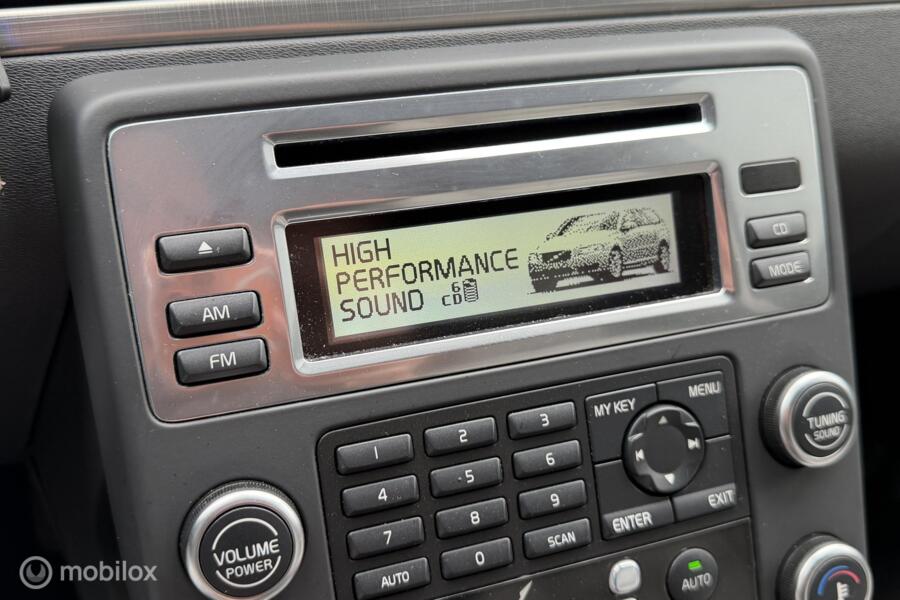 CD
MODE
HIGH
PERFORMANCE
SOUND 6
CD
AM
FM
MY KEY
MENU
1
2
3
4
5
6
7
8
9
AUTO
0
SCAN
ENTER
EXIT
TUNING
SOUND
VOLUME
POWER
AUTO
mobilox